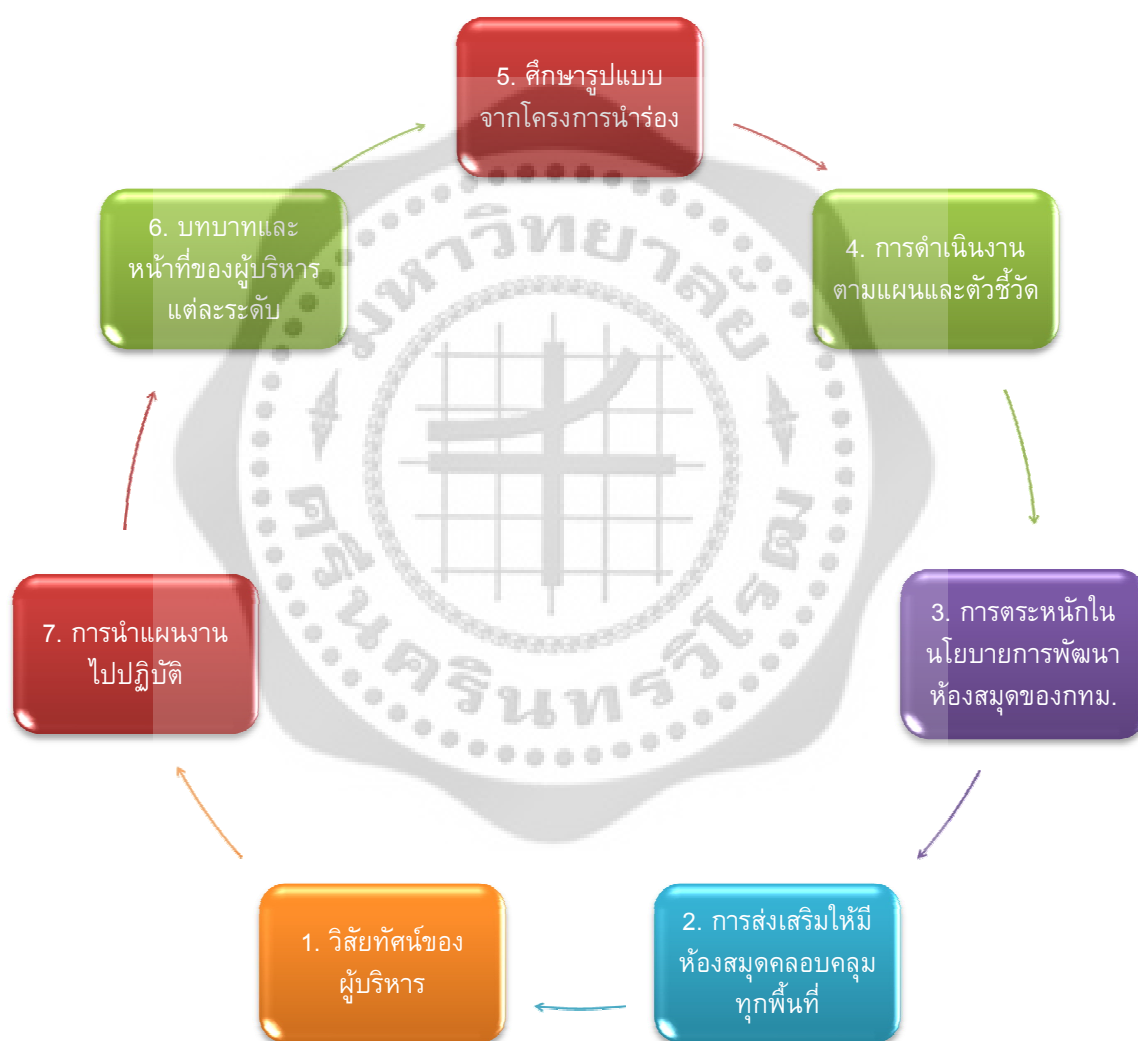 5. ศึกษารูปแบบ
จากโครงการนำร่อง
6. บทบาทและ
หน้าที่ของผู้บริหาร
แต่ละระดับ
4. การดำเนินงาน
ตามแผนและตัวชี้วัด
มหาวิทยาลัย
ศรีนครินทรวิโรฒ
7. การนำแผนงาน
ไปปฏิบัติ
3. การตระหนักใน
นโยบายการพัฒนา
ห้องสมุดของกทม.
1. วิสัยทัศน์ของ
ผู้บริหาร
2. การส่งเสริมให้มี
ห้องสมุดคลอบคลุม
ทุกพื้นที่